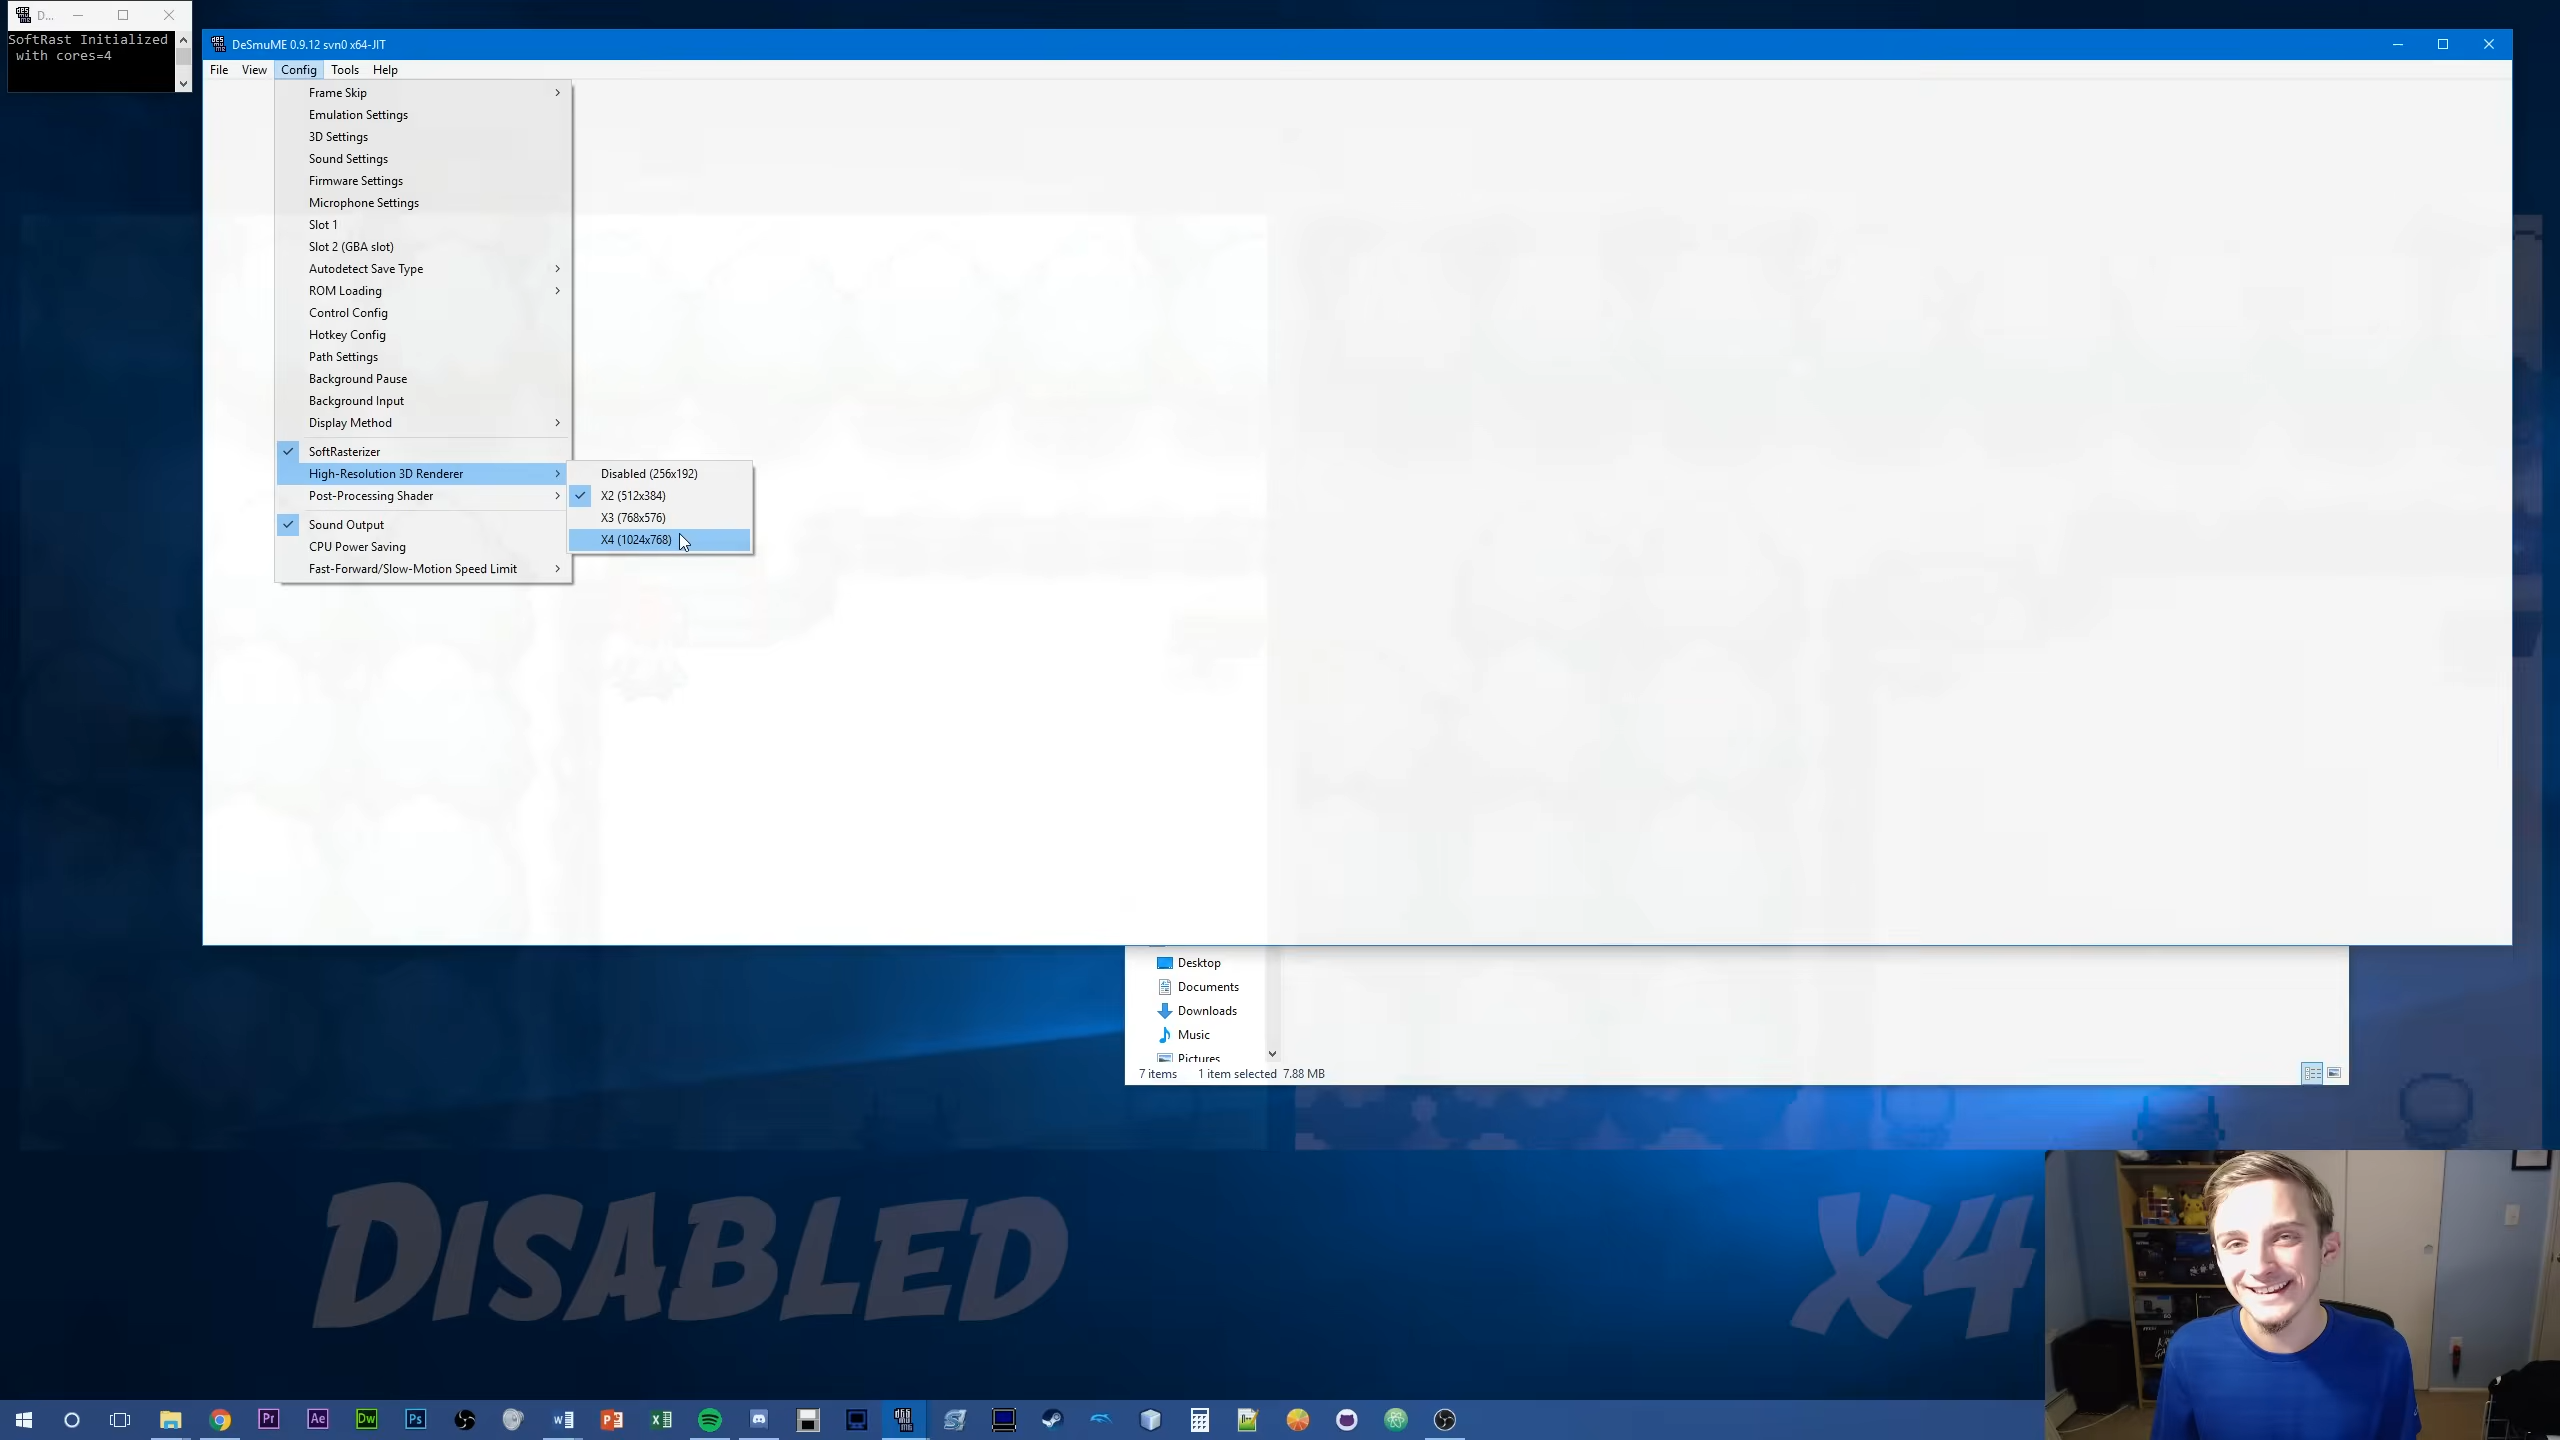 D...
SoftRast Initialized
with cores=4
DeSmuME 0.9.12 svn0 x64-JIT
File View Config Tools Help
Frame Skip
Emulation Settings
3D Settings
Sound Settings
Firmware Settings
Microphone Settings
Slot 1
Slot 2 (GBA slot)
Autodetect Save Type
ROM Loading
Control Config
Hotkey Config
Path Settings
Background Pause
Background Input
Display Method
SoftRasterizer
High-Resolution 3D Renderer
Post-Processing Shader
Sound Output
CPU Power Saving
Fast-Forward/Slow-Motion Speed Limit
Disabled (256x192)
X2 (512x384)
X3 (768x576)
X4 (1024x768)
Desktop
Documents
Downloads
Music
Pictures
7 items 1 item selected 7.88 MB
DISABLED
X4
Pr Ae Dw Ps